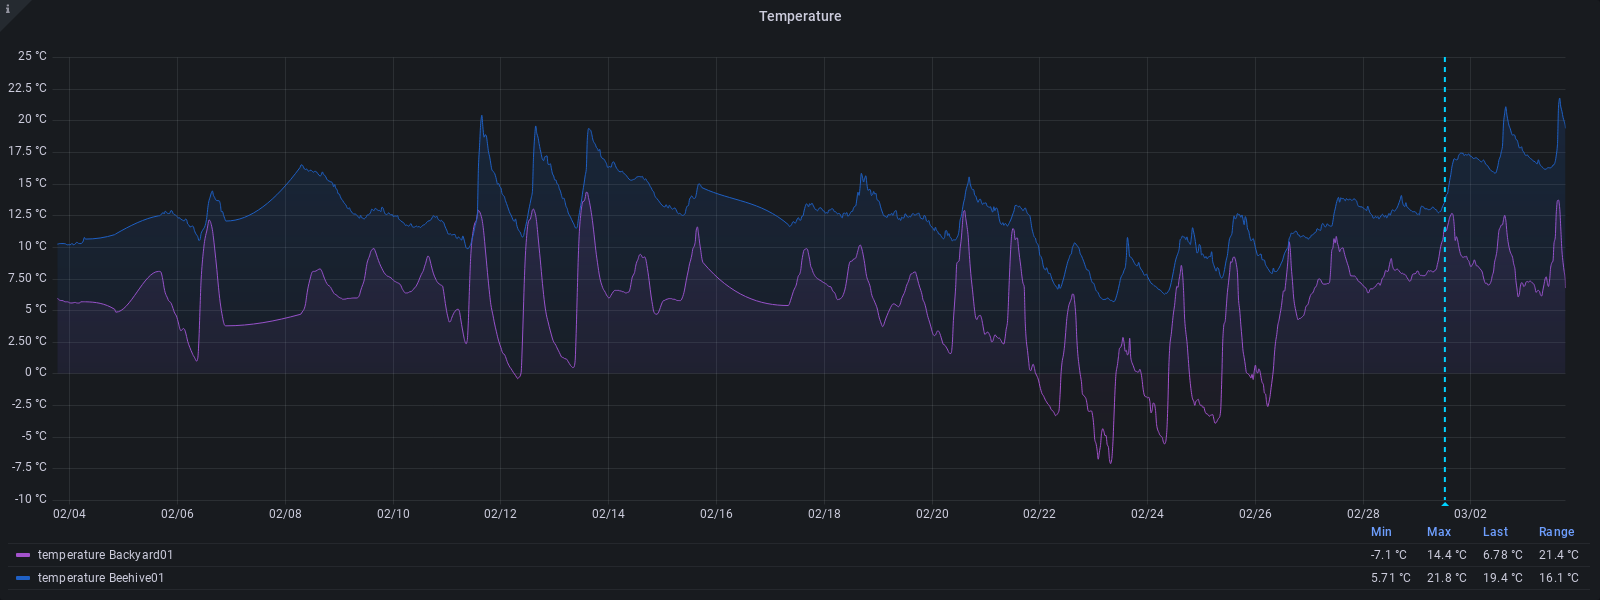 i
Temperature
25 °C
22.5 °C
20 °C
17.5 °C
15 °C
12.5 °C
10 °C
7.50 °C
5 °C
2.50 °C
0 °C
-2.5 °C
-5 °C
-7.5 °C
-10 °C
02/04 02/06 02/08 02/10 02/12 02/14 02/16 02/18 02/20 02/22 02/24 02/26 02/28 03/02
Min Max Last Range
temperature Backyard01 -7.1 °C 14.4 °C 6.78 °C 21.4 °C
temperature Beehive01 5.71 °C 21.8 °C 19.4 °C 16.1 °C